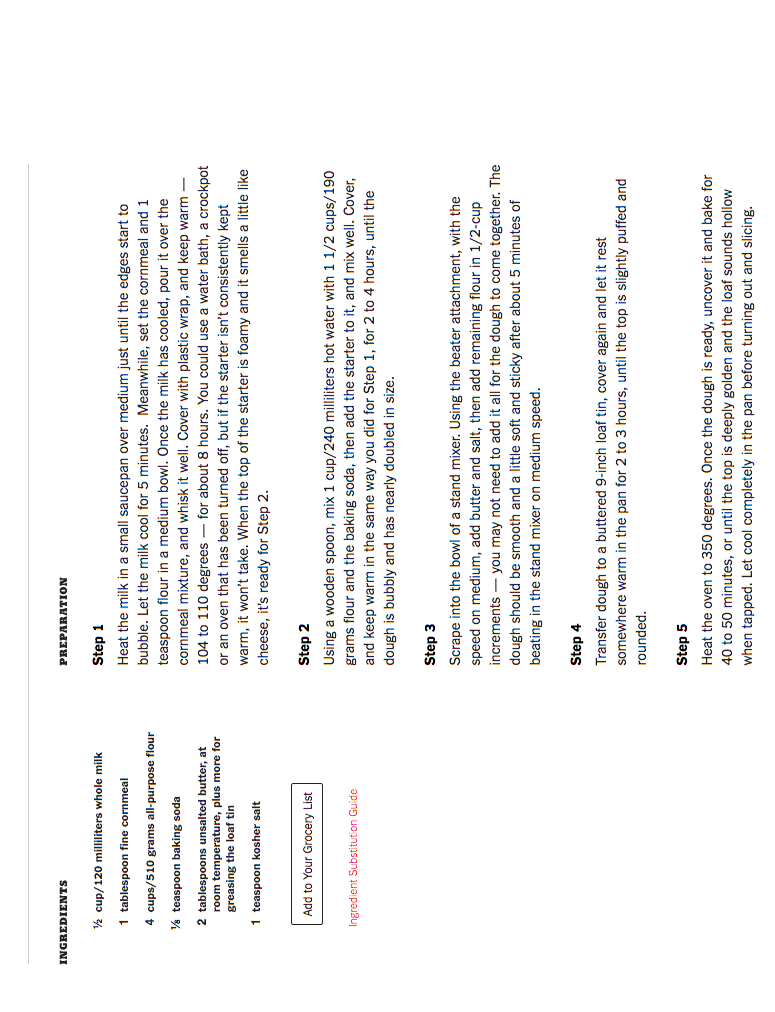 INGREDIENTS
½ cup/120 milliliters whole milk
1 tablespoon fine cornmeal
4 cups/510 grams all-purpose flour
⅛ teaspoon baking soda
2 tablespoons unsalted butter, at
room temperature, plus more for
greasing the loaf tin
1 teaspoon kosher salt
Add to Your Grocery List
Ingredient Substitution Guide
PREPARATION
Step 1
Heat the milk in a small saucepan over medium just until the edges start to
bubble. Let the milk cool for 5 minutes. Meanwhile, set the cornmeal and 1
teaspoon flour in a medium bowl. Once the milk has cooled, pour it over the
cornmeal mixture, and whisk it well. Cover with plastic wrap, and keep warm —
104 to 110 degrees — for about 8 hours. You could use a water bath, a crockpot
or an oven that has been turned off, but if the starter isn't consistently kept
warm, it won't take. When the top of the starter is foamy and it smells a little like
cheese, it's ready for Step 2.
Step 2
Using a wooden spoon, mix 1 cup/240 milliliters hot water with 1 1/2 cups/190
grams flour and the baking soda, then add the starter to it, and mix well. Cover,
and keep warm in the same way you did for Step 1, for 2 to 4 hours, until the
dough is bubbly and has nearly doubled in size.
Step 3
Scrape into the bowl of a stand mixer. Using the beater attachment, with the
speed on medium, add butter and salt, then add remaining flour in 1/2-cup
increments — you may not need to add it all for the dough to come together. The
dough should be smooth and a little soft and sticky after about 5 minutes of
beating in the stand mixer on medium speed.
Step 4
Transfer dough to a buttered 9-inch loaf tin, cover again and let it rest
somewhere warm in the pan for 2 to 3 hours, until the top is slightly puffed and
rounded.
Step 5
Heat the oven to 350 degrees. Once the dough is ready, uncover it and bake for
40 to 50 minutes, or until the top is deeply golden and the loaf sounds hollow
when tapped. Let cool completely in the pan before turning out and slicing.